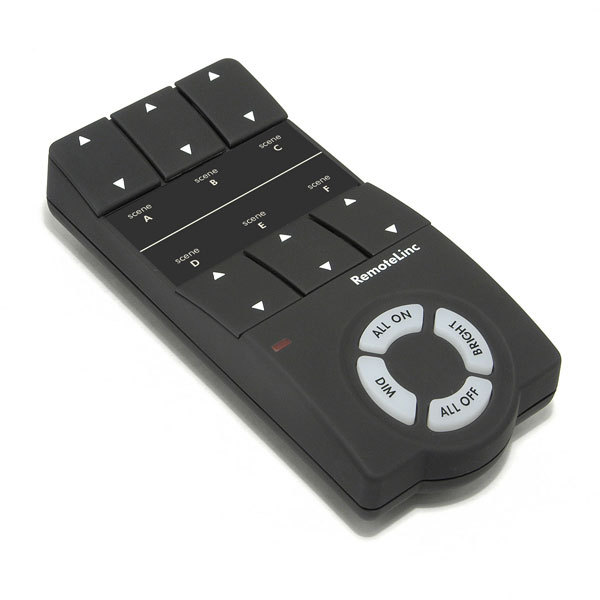 scene A
scene B
scene C
scene D
scene E
scene F
RemoteLinc
ALL ON
BRIGHT
DIM
ALL OFF